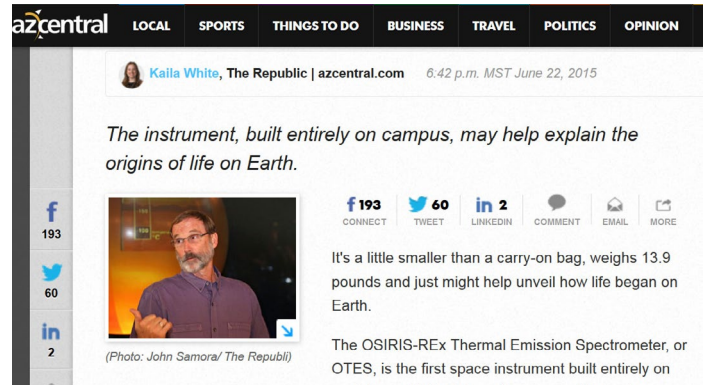 azcentral LOCAL SPORTS THINGS TO DO BUSINESS TRAVEL POLITICS OPINION
Kaila White, The Republic | azcentral.com 6:42 p.m. MST June 22, 2015
The instrument, built entirely on campus, may help explain the
origins of life on Earth.
193
60
2
193 60 in 2
CONNECT TWEET LINKEDIN COMMENT EMAIL MORE
It's a little smaller than a carry-on bag, weighs 13.9
pounds and just might help unveil how life began on
Earth.
The OSIRIS-REx Thermal Emission Spectrometer, or
OTES, is the first space instrument built entirely on
(Photo: John Samora/ The Republi)